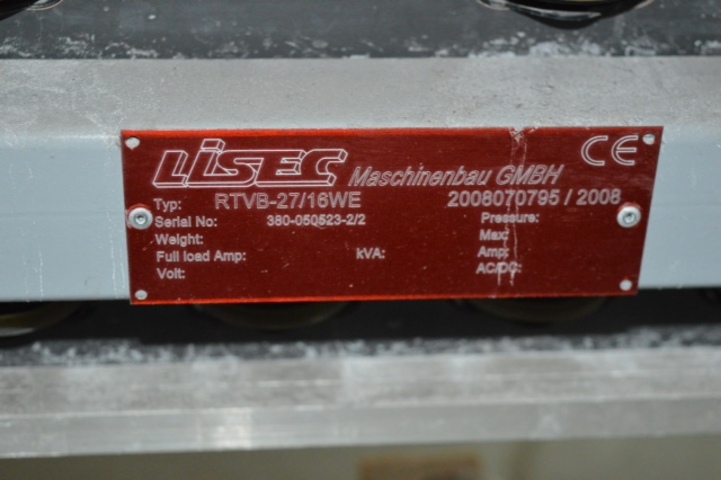 LiSEC Maschinenbau GMBH CE
Typ: RTVB-27/16WE 2008070795 / 2008
Serial No: 380-050523-2/2 Pressure:
Weight: Max:
Full load Amp: kVA: Amp:
Volt: AC/DC: